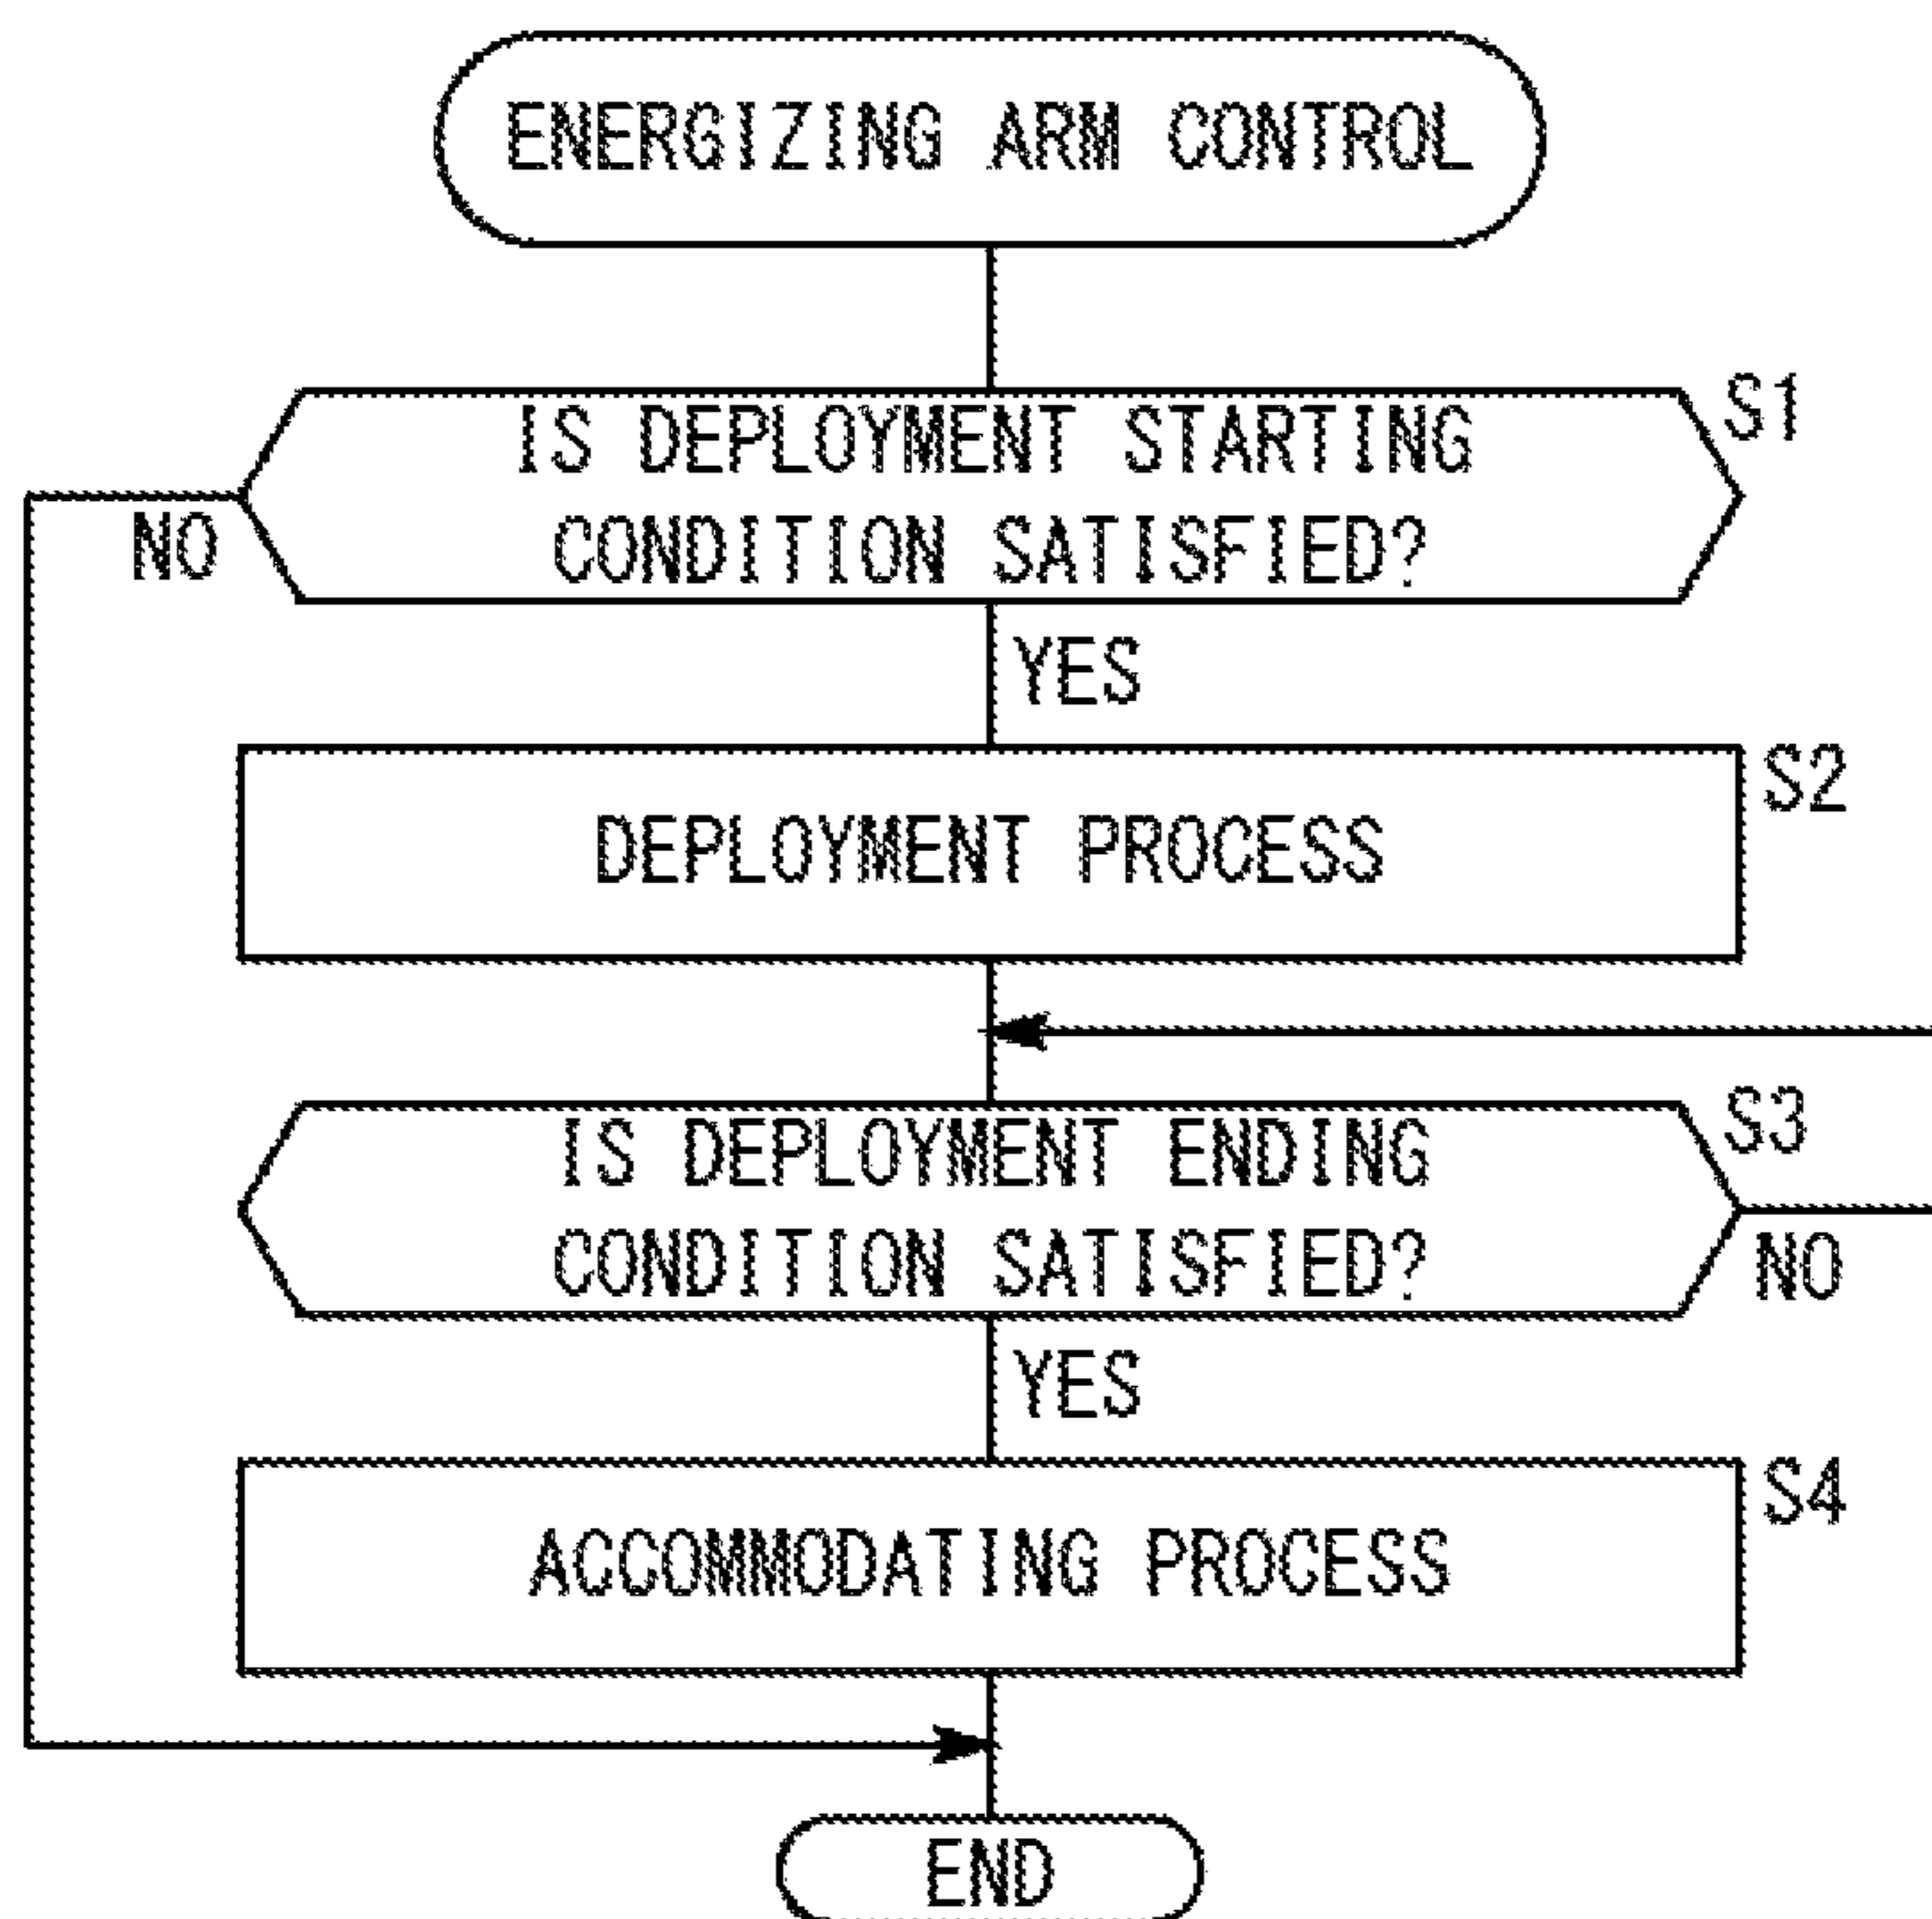 ENERGIZING ARM CONTROL
S1
IS DEPLOYMENT STARTING
CONDITION SATISFIED?
NO
YES
S2
DEPLOYMENT PROCESS
S3
IS DEPLOYMENT ENDING
CONDITION SATISFIED?
NO
YES
S4
ACCOMMODATING PROCESS
END